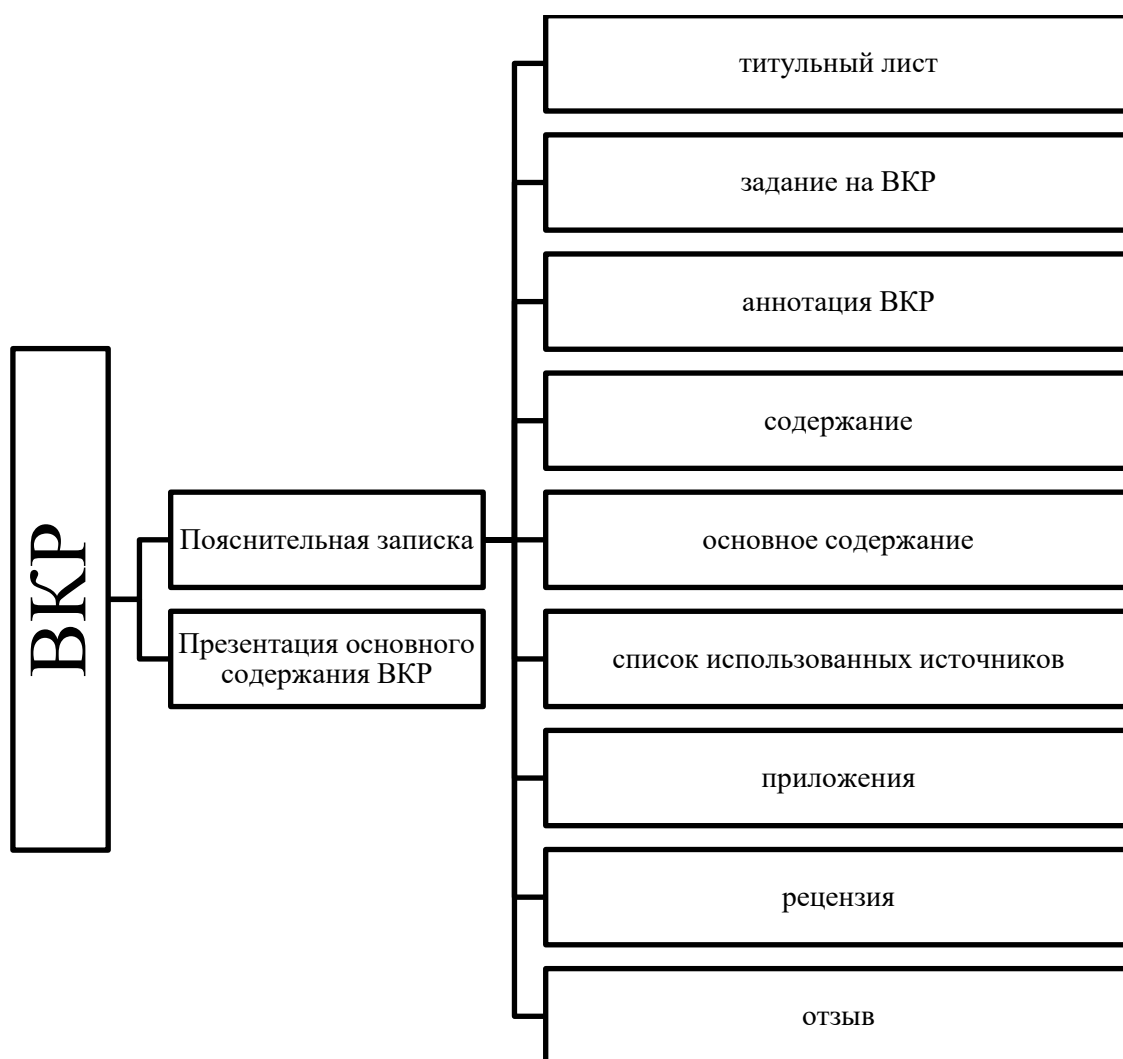 ВКР
Пояснительная записка
Презентация основного
содержания ВКР
титульный лист
задание на ВКР
аннотация ВКР
содержание
основное содержание
список использованных источников
приложения
рецензия
отзыв